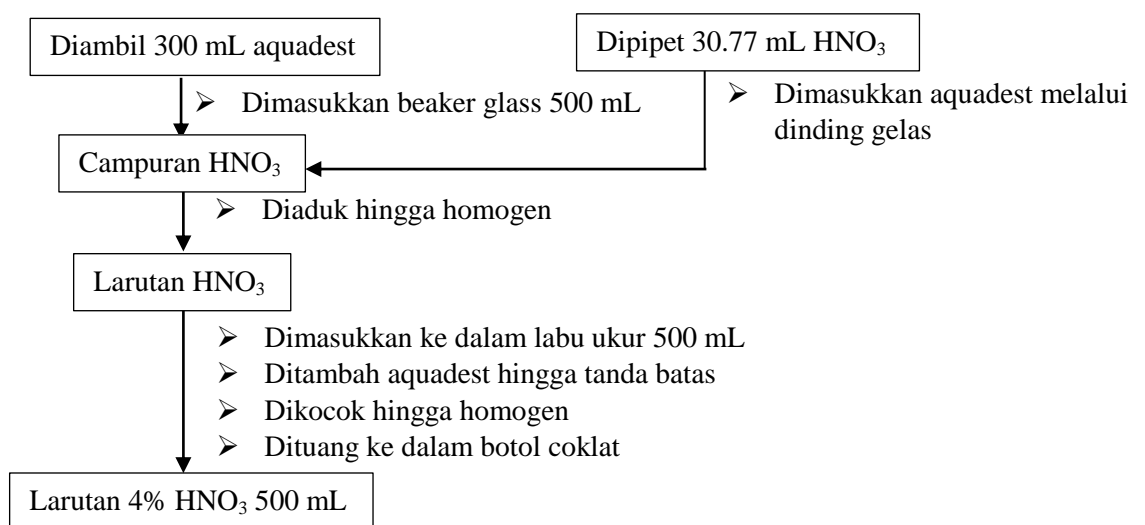 Diambil 300 mL aquadest
Dipipet 30.77 mL HNO₃
➢ Dimasukkan beaker glass 500 mL
➢ Dimasukkan aquadest melalui
dinding gelas
Campuran HNO₃
➢ Diaduk hingga homogen
Larutan HNO₃
➢ Dimasukkan ke dalam labu ukur 500 mL
➢ Ditambah aquadest hingga tanda batas
➢ Dikocok hingga homogen
➢ Dituang ke dalam botol coklat
Larutan 4% HNO₃ 500 mL